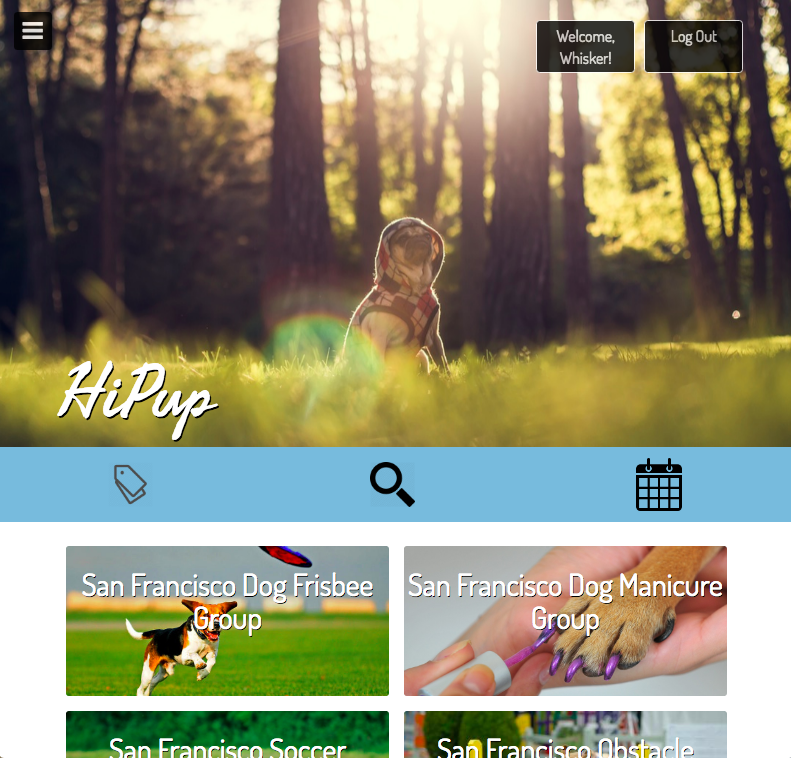 Welcome,
Whisker!
Log Out
HiPup
San Francisco Dog Frisbee
Group
San Francisco Dog Manicure
Group
San Francisco Soccer
San Francisco Obstacle